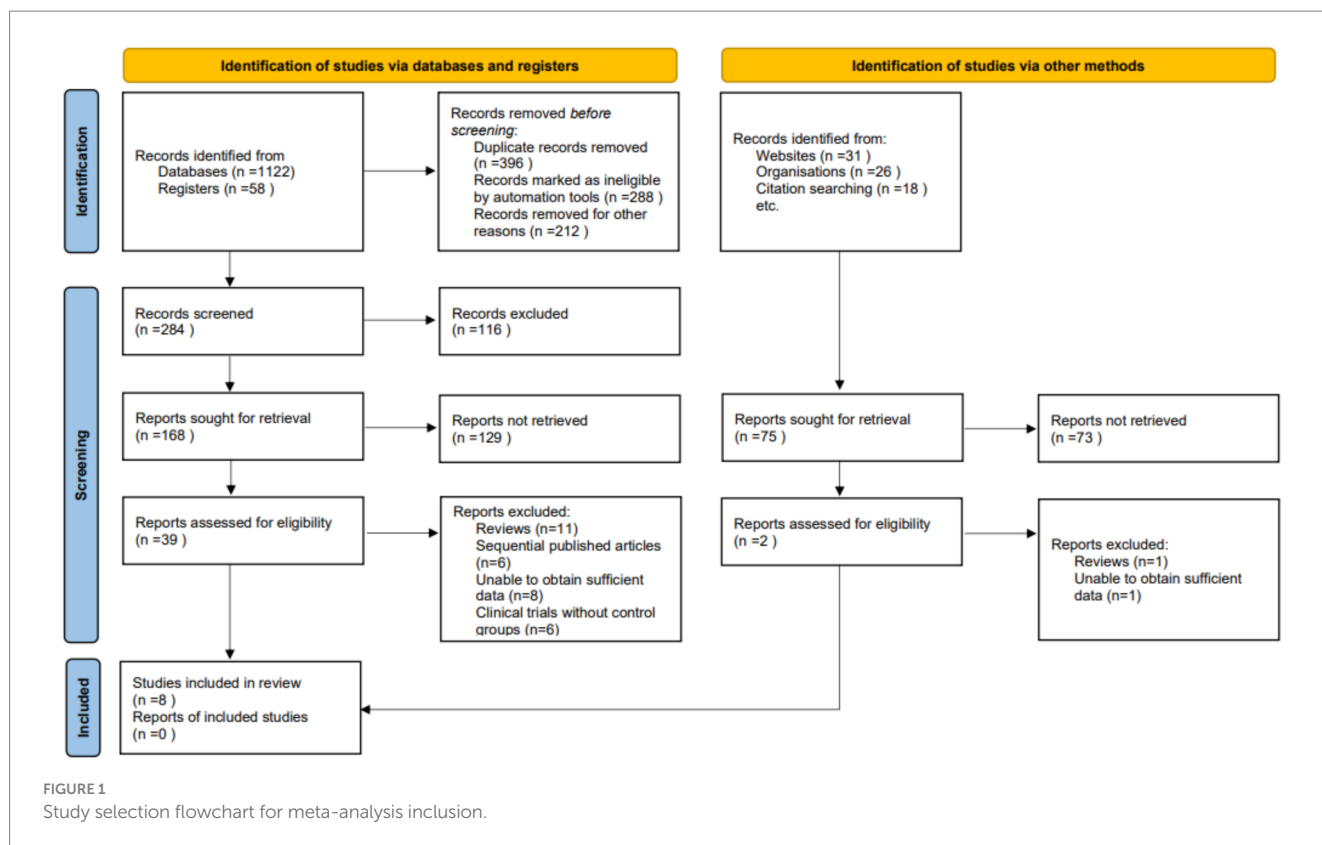 Identification of studies via databases and registers
Identification of studies via other methods
Identification
Records identified from
Databases (n =1122)
Registers (n =58 )
Records removed before
screening:
Duplicate records removed
(n =396 )
Records marked as ineligible
by automation tools (n =288 )
Records removed for other
reasons (n =212 )
Records identified from:
Websites (n =31 )
Organisations (n =26 )
Citation searching (n =18 )
etc.
Screening
Records screened
(n =284 )
Records excluded
(n =116 )
Reports sought for retrieval
(n =168 )
Reports not retrieved
(n =129 )
Reports sought for retrieval
(n =75 )
Reports not retrieved
(n =73 )
Reports assessed for eligibility
(n =39 )
Reports excluded:
Reviews (n=11)
Sequential published articles
(n=6)
Unable to obtain sufficient
data (n=8)
Clinical trials without control
groups (n=6)
Reports assessed for eligibility
(n =2 )
Reports excluded:
Reviews (n=1)
Unable to obtain sufficient
data (n=1)
Included
Studies included in review
(n =8 )
Reports of included studies
(n =0 )
FIGURE 1
Study selection flowchart for meta-analysis inclusion.